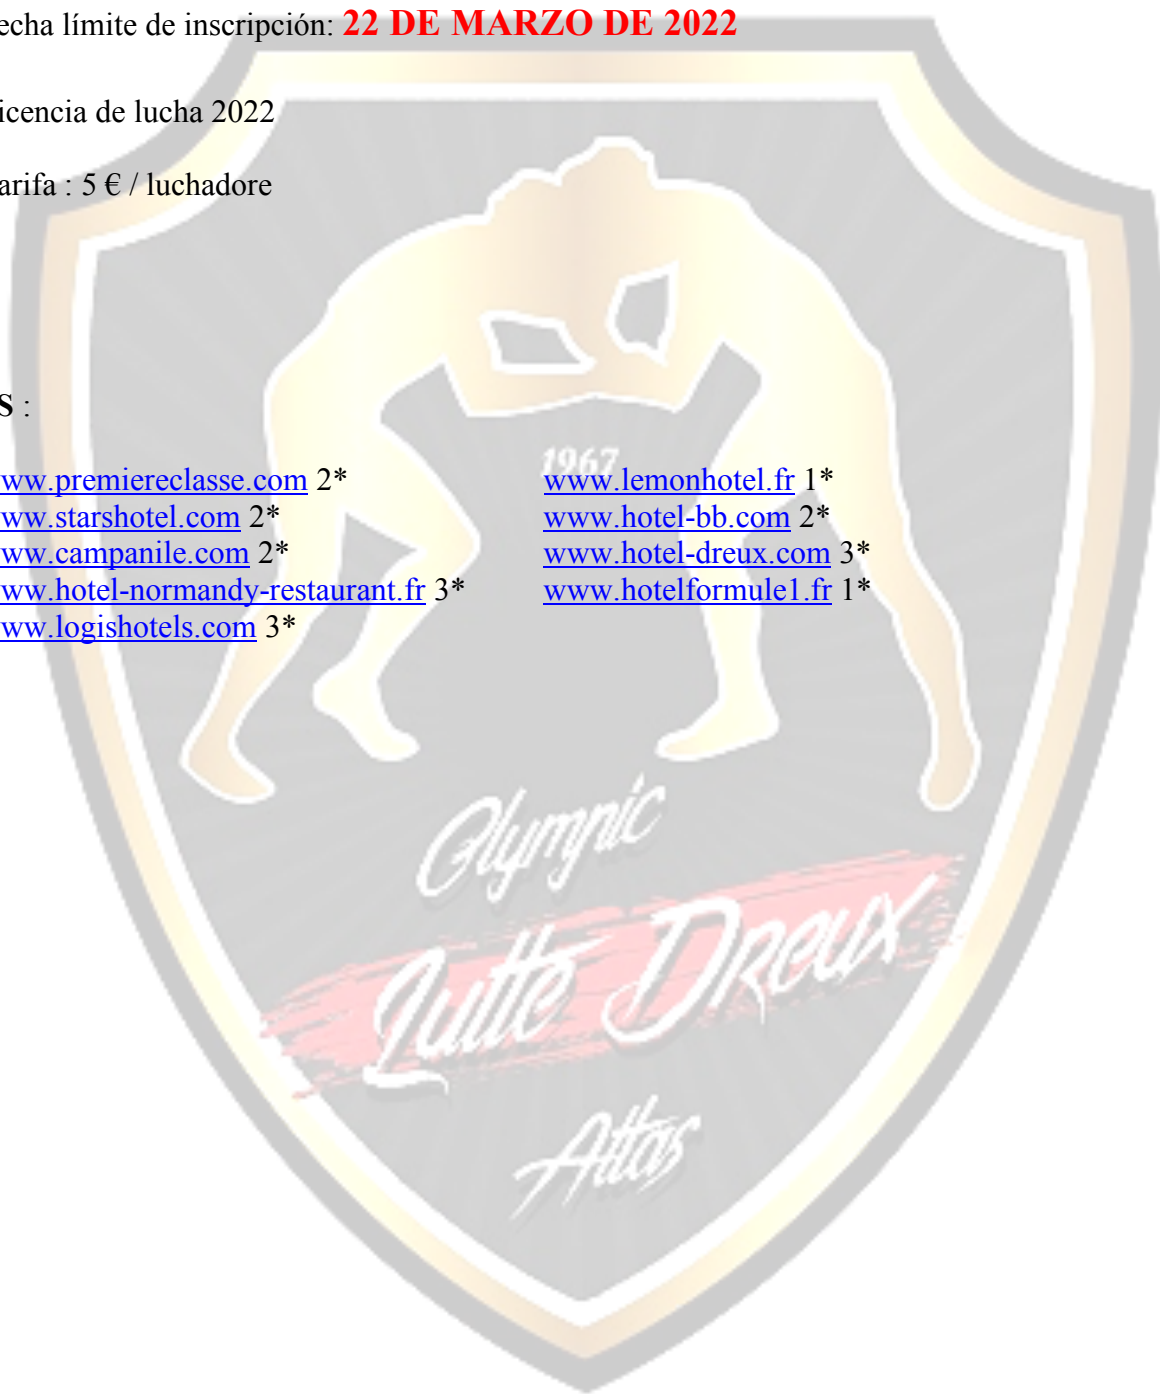 echa límite de inscripción: 22 DE MARZO DE 2022
icencia de lucha 2022
arifa : 5 € / luchadore
S :
ww.premiereclasse.com 2* www.lemonhotel.fr 1*
ww.starshotel.com 2* www.hotel-bb.com 2*
ww.campanile.com 2* www.hotel-dreux.com 3*
ww.hotel-normandy-restaurant.fr 3* www.hotelformule1.fr 1*
ww.logishotels.com 3*
1967
Olympic
Lutte Dreux
Attas